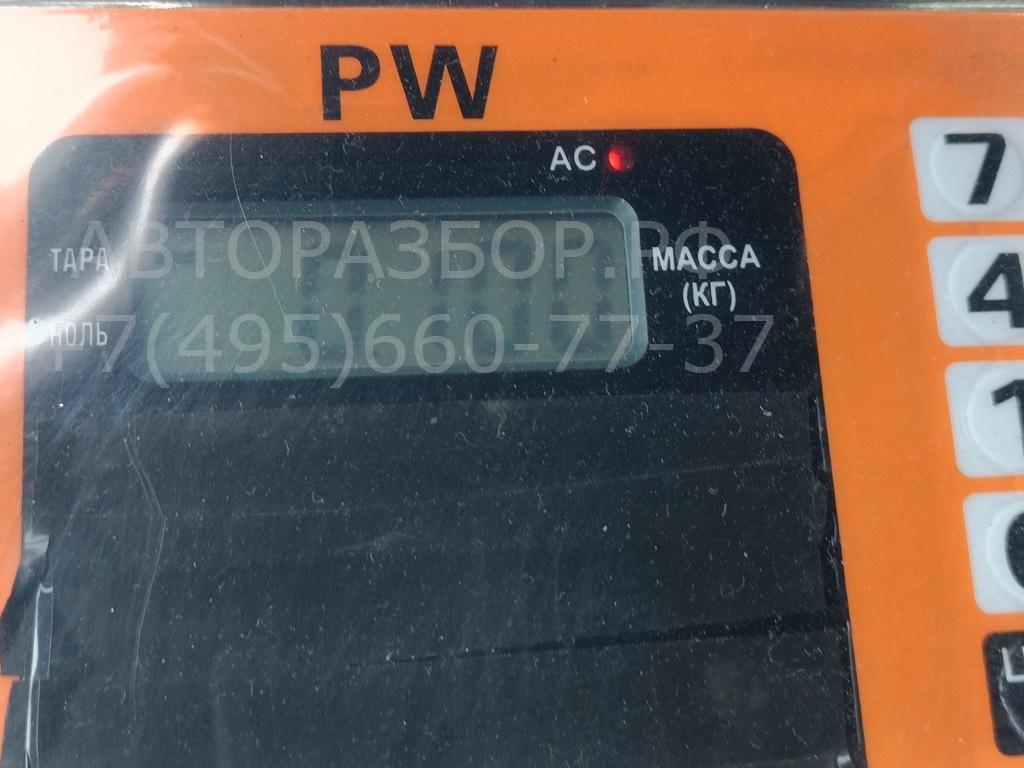 PW
AC
7
АВТОРАЗБОР.РФ
ТАРА
МАССА
(КГ)
4
НОЛЬ
+7(495)660-77-37
1